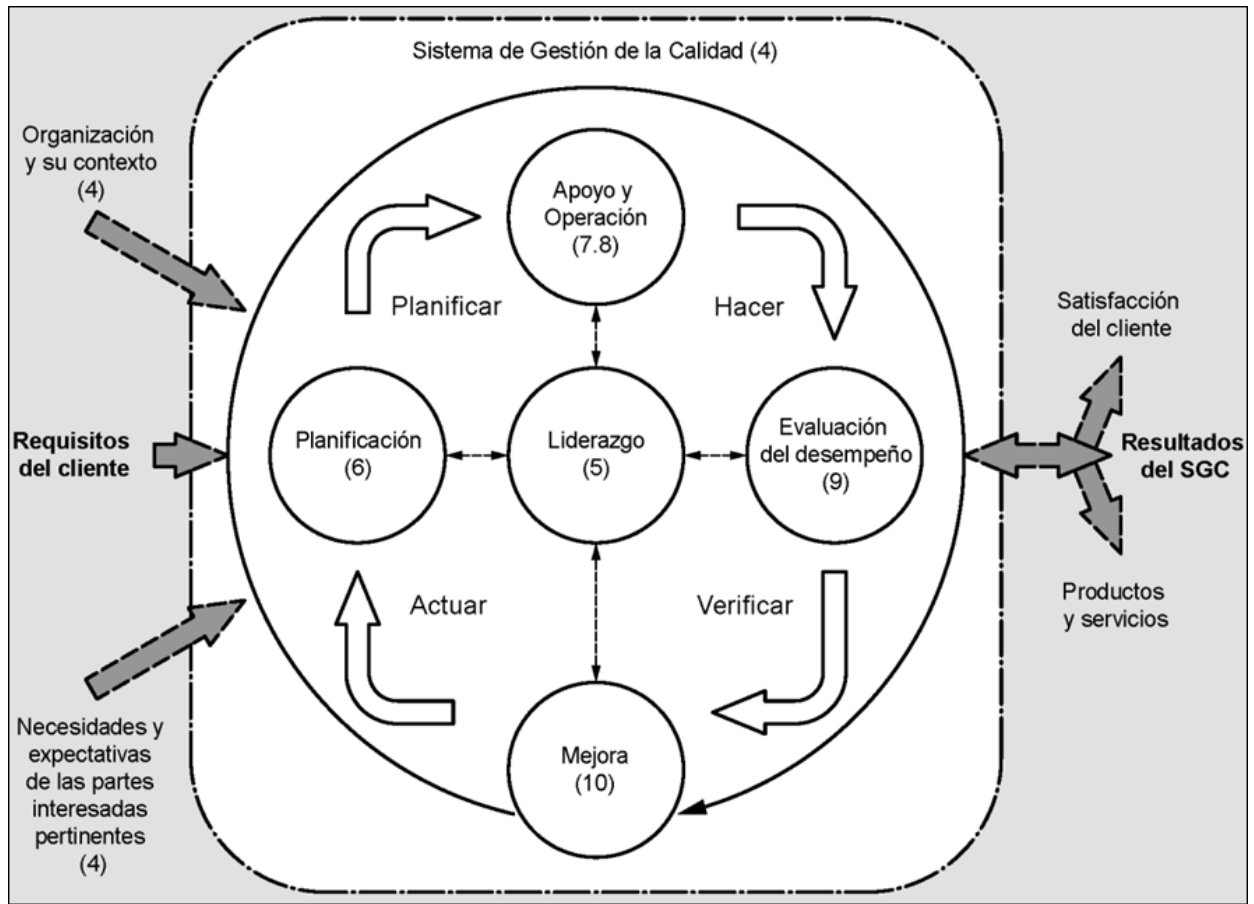 Sistema de Gestión de la Calidad (4)
Organización
y su contexto
(4)
Apoyo y
Operación
(7.8)
Planificar
Hacer
Satisfacción
del cliente
Requisitos
del cliente
Planificación
(6)
Liderazgo
(5)
Evaluación
del desempeño
(9)
Resultados
del SGC
Actuar
Verificar
Productos
y servicios
Necesidades y
expectativas
de las partes
interesadas
pertinentes
(4)
Mejora
(10)